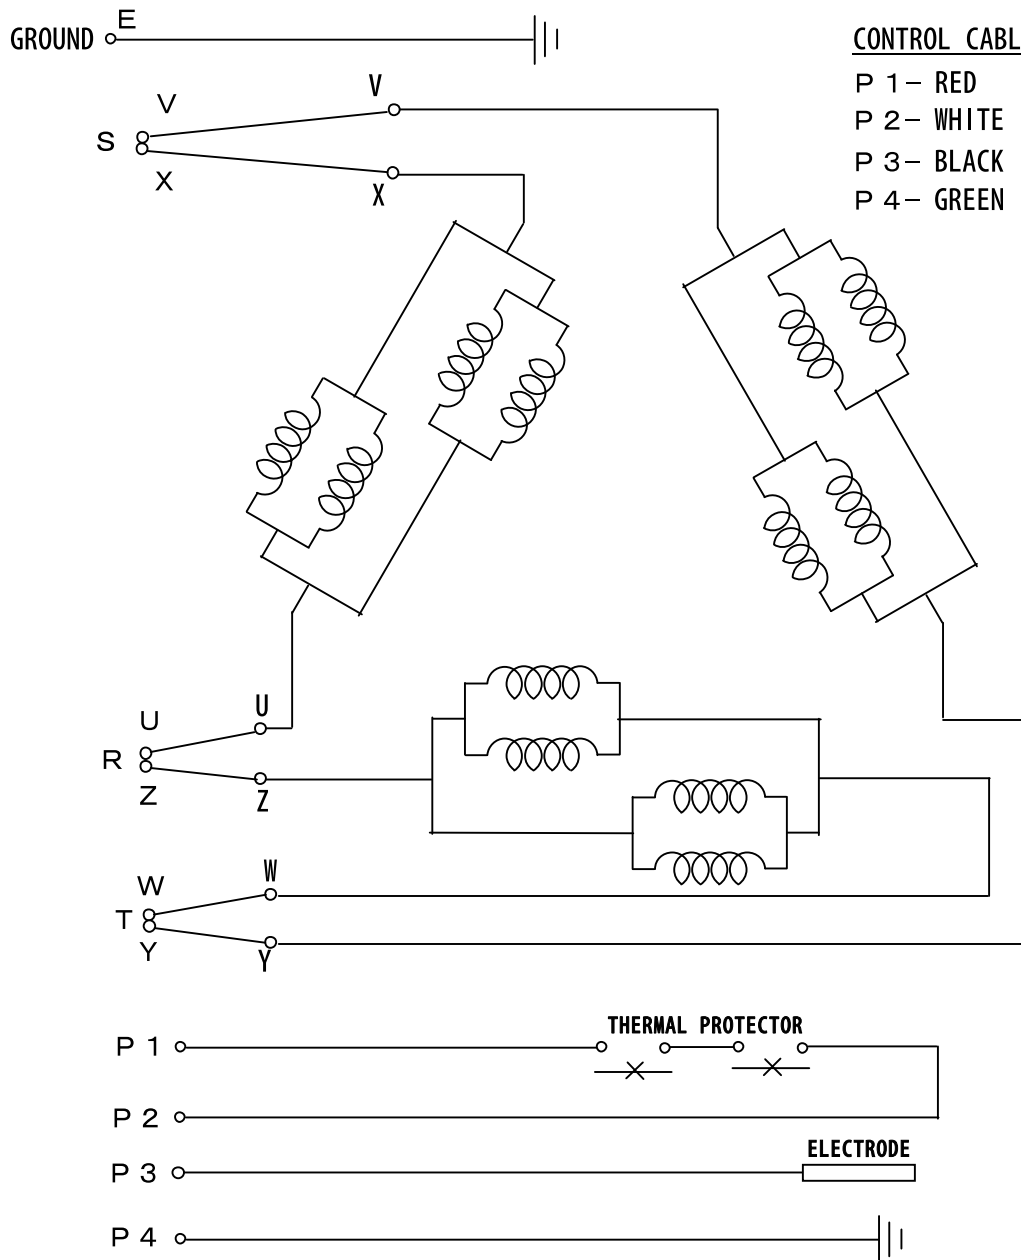 E
GROUND
CONTROL CABL
P 1 - RED
P 2 - WHITE
P 3 - BLACK
P 4 - GREEN
V
V
S
X
X
U
U
R
Z
Z
W
W
T
Y
Y
THERMAL PROTECTOR
P 1
P 2
ELECTRODE
P 3
P 4